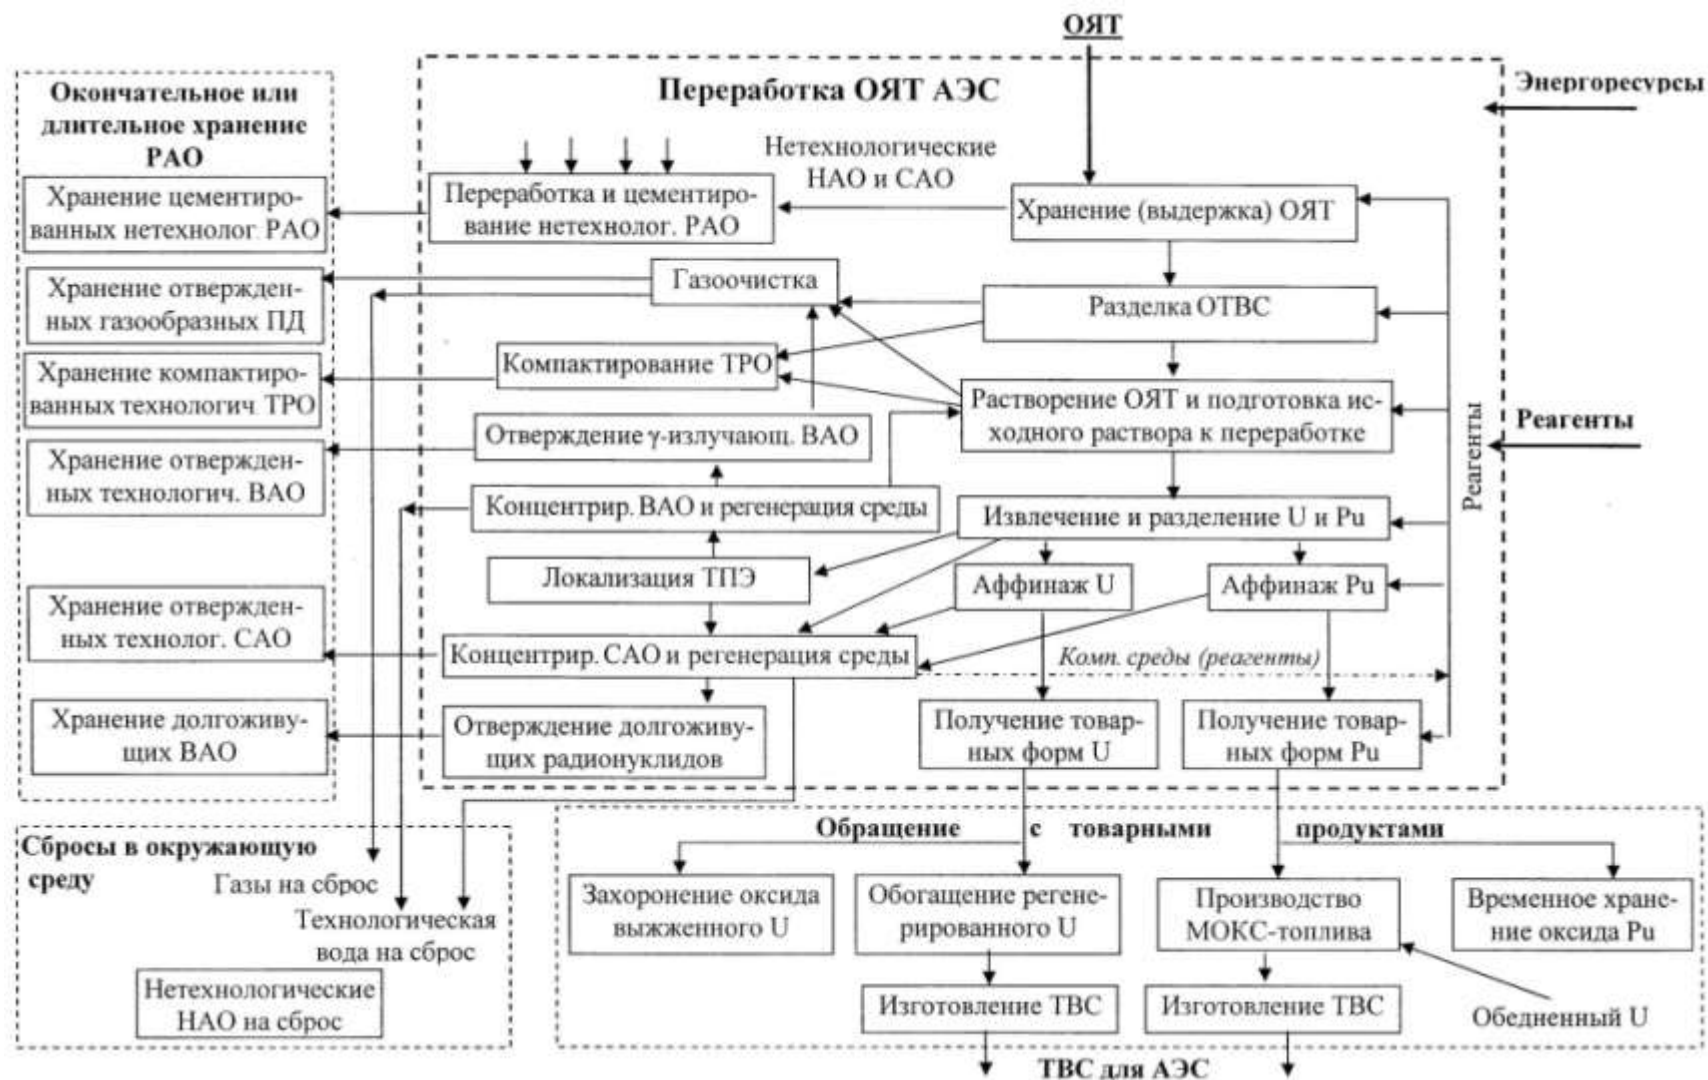 ОЯТ
Энергоресурсы
Реагенты
Переработка ОЯТ АЭС
Окончательное или
длительное хранение
РАО
Хранение цементиро-
ванных нетехнолог. РАО
Хранение отвержден-
ных газообразных ПД
Хранение компактиро-
ванных технологич. ТРО
Хранение отвержден-
ных технологич. ВАО
Хранение отвержден-
ных технолог. САО
Хранение долгоживу-
щих ВАО
Нетехнологические
НАО и САО
Переработка и цементиро-
вание нетехнолог. РАО
Хранение (выдержка) ОЯТ
Газоочистка
Разделка ОТВС
Компактирование ТРО
Растворение ОЯТ и подготовка ис-
ходного раствора к переработке
Отверждение γ-излучающ. ВАО
Концентрир. ВАО и регенерация среды
Извлечение и разделение U и Pu
Реагенты
Локализация ТПЭ
Аффинаж U
Аффинаж Pu
Концентрир. САО и регенерация среды
Комп. среды (реагенты)
Отверждение долгоживу-
щих радионуклидов
Получение товар-
ных форм U
Получение товар-
ных форм Pu
Сбросы в окружающую
среду
Газы на сброс
Технологическая
вода на сброс
Нетехнологические
НАО на сброс
Обращение с товарными продуктами
Захоронение оксида
выжженного U
Обогащение регене-
рированного U
Производство
МОКС-топлива
Временное хране-
ние оксида Pu
Изготовление ТВС
Изготовление ТВС
Обедненный U
ТВС для АЭС